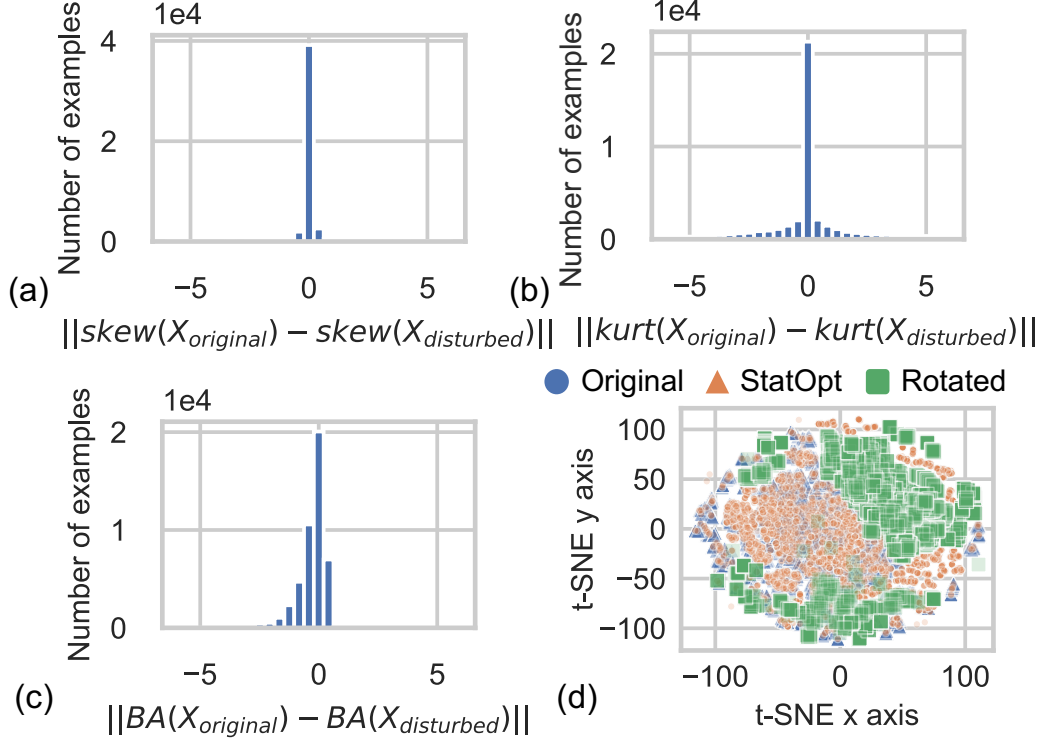 1e4
Number of examples
4
2
0
−5 0 5
(a)
||skew(X_original) − skew(X_disturbed)||
1e4
Number of examples
2
1
0
−5 0 5
(b)
||kurt(X_original) − kurt(X_disturbed)||
1e4
Number of examples
2
1
0
−5 0 5
(c)
||BA(X_original) − BA(X_disturbed)||
Original StatOpt Rotated
t-SNE y axis
100
50
0
−50
−100
−100 0 100
(d)
t-SNE x axis